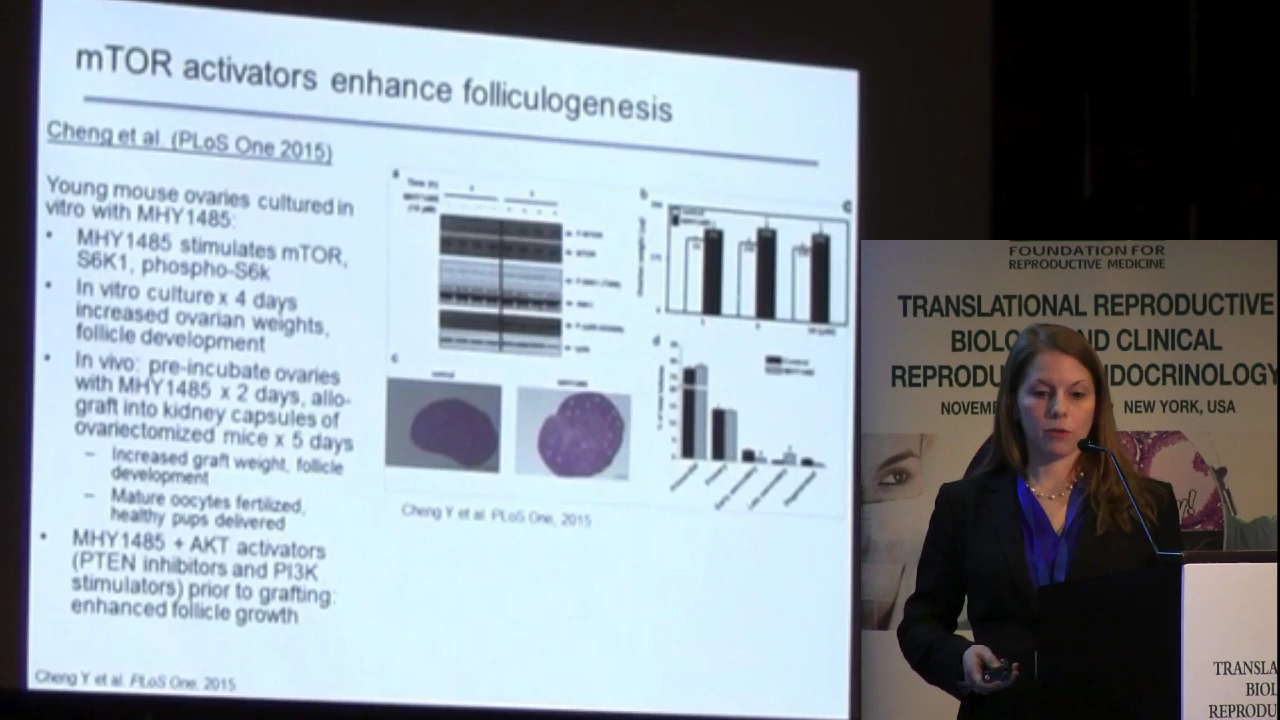 mTOR activators enhance folliculogenesis
Cheng et al. (PLoS One 2015)
Young mouse ovaries cultured in
vitro with MHY1485:
• MHY1485 stimulates mTOR,
S6K1, phospho-S6k
• In vitro culture x 4 days
increased ovarian weights,
follicle development
• In vivo: pre-incubate ovaries
with MHY1485 x 2 days, allo-
graft into kidney capsules of
ovariectomized mice x 5 days
– Increased graft weight, follicle
development
– Mature oocytes fertilized,
healthy pups delivered
• MHY1485 + AKT activators
(PTEN inhibitors and PI3K
stimulators) prior to grafting:
enhanced follicle growth
Cheng Y et al. PLoS One, 2015
a
b
c
d
Cheng Y et al. PLoS One, 2015
FOUNDATION FOR
REPRODUCTIVE MEDICINE
TRANSLATIONAL REPRODUCTIVE
BIOLO AND CLINICAL
REPRODU NDOCRINOLOGY
NOVEM NEW YORK, USA
TRANSLA
BIOL
REPRODU